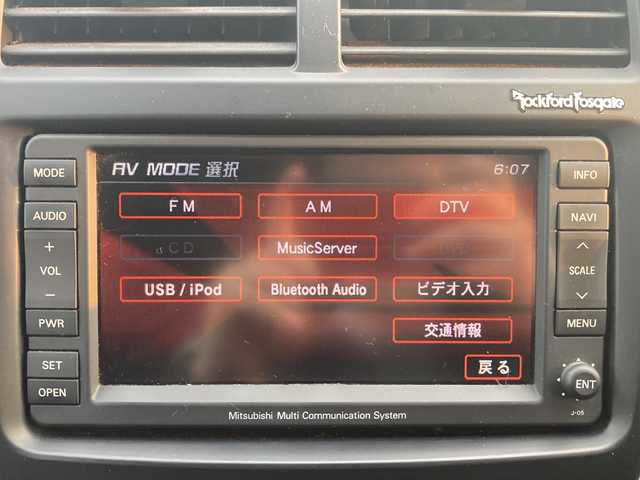 Rockford Fosgate
MODE
AV MODE 選択
6:07
INFO
FM
AM
DTV
AUDIO
NAVI
CD
MusicServer
+
VOL
−
SCALE
USB / iPod
Bluetooth Audio
ビデオ入力
PWR
交通情報
MENU
SET
戻る
OPEN
ENT
Mitsubishi Multi Communication System
J-05